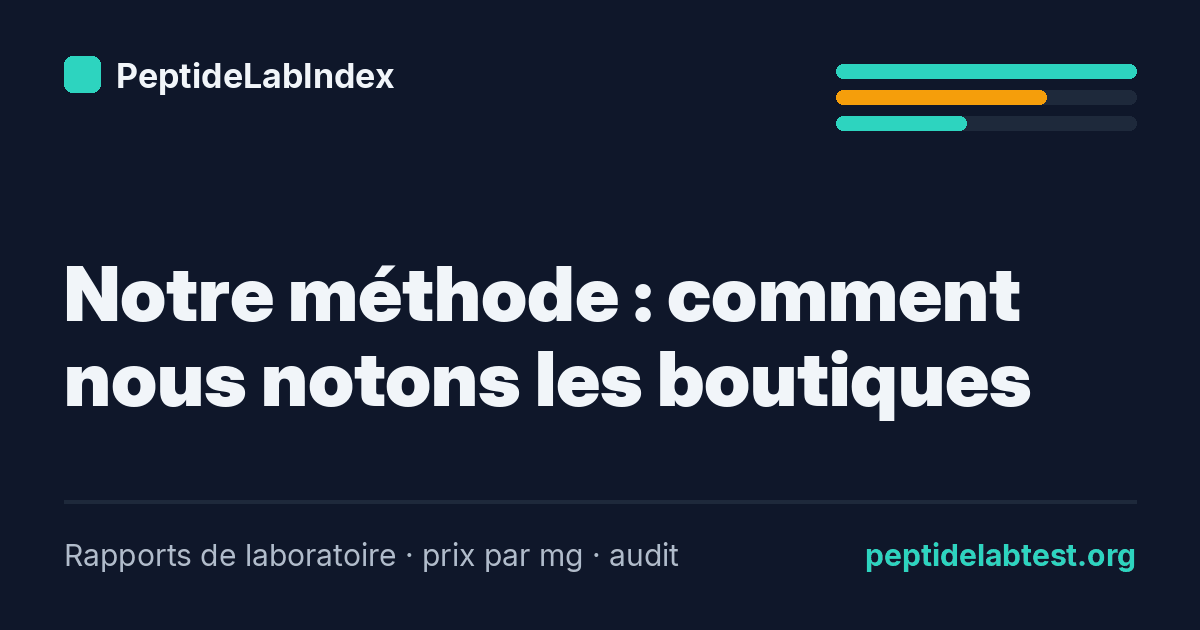 PeptideLabIndex
Notre méthode : comment
nous notons les boutiques
Rapports de laboratoire · prix par mg · audit
peptidelabtest.org